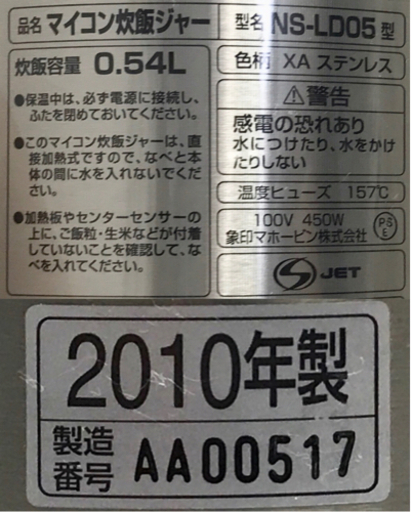 品名 マイコン炊飯ジャー
炊飯容量 0.54L
●保温中は、必ず電源に接続し、
ふたを閉めておいてください。
●このマイコン炊飯ジャーは、直
接加熱式ですので、なべと本
体の間に水を入れないでくだ
さい。
●加熱板やセンターセンサーの
上に、ご飯粒・生米などが付着
していないことを確認して、な
べを入れてください。
型名 NS-LD05型
色柄 XA ステンレス
⚠警告
感電の恐れあり
水につけたり、水をかけ
たりしない
温度ヒューズ 157℃
100V 450W
象印マホービン株式会社
PS
E
S JET
2010年製
製造
番号 AA00517